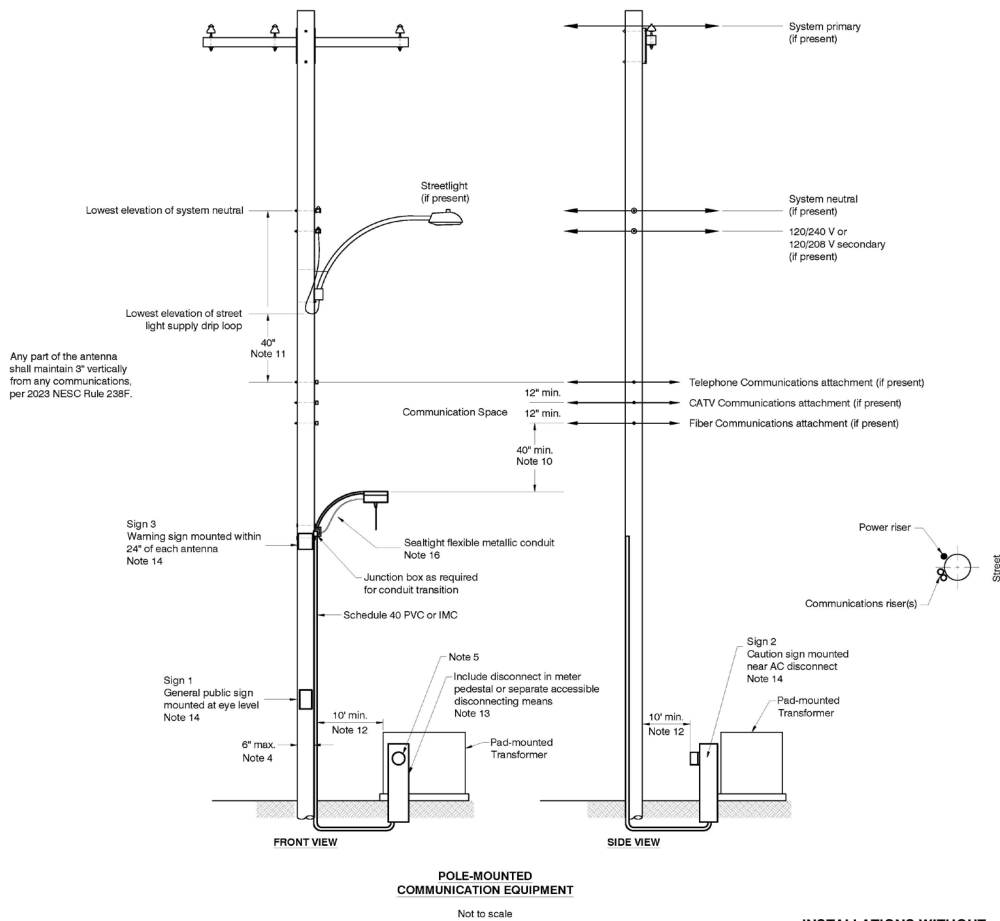 System primary
(if present)
Streetlight
(if present)
Lowest elevation of system neutral
System neutral
(if present)
120/240 V or
120/208 V secondary
(if present)
Lowest elevation of street
light supply drip loop
40"
Note 11
Any part of the antenna
shall maintain 3" vertically
from any communications,
per 2023 NESC Rule 238F.
Telephone Communications attachment (if present)
12" min.
CATV Communications attachment (if present)
Communication Space
12" min.
Fiber Communications attachment (if present)
40" min.
Note 10
Sign 3
Warning sign mounted within
24" of each antenna
Note 14
Sealtight flexible metallic conduit
Note 16
Junction box as required
for conduit transition
Schedule 40 PVC or IMC
Power riser
Street
Communications riser(s)
Sign 1
General public sign
mounted at eye level
Note 14
Note 5
Include disconnect in meter
pedestal or separate accessible
disconnecting means
Note 13
Sign 2
Caution sign mounted
near AC disconnect
Note 14
Pad-mounted
Transformer
10' min.
Note 12
10' min.
Note 12
6" max.
Note 4
Pad-mounted
Transformer
FRONT VIEW
SIDE VIEW
POLE-MOUNTED
COMMUNICATION EQUIPMENT
Not to scale